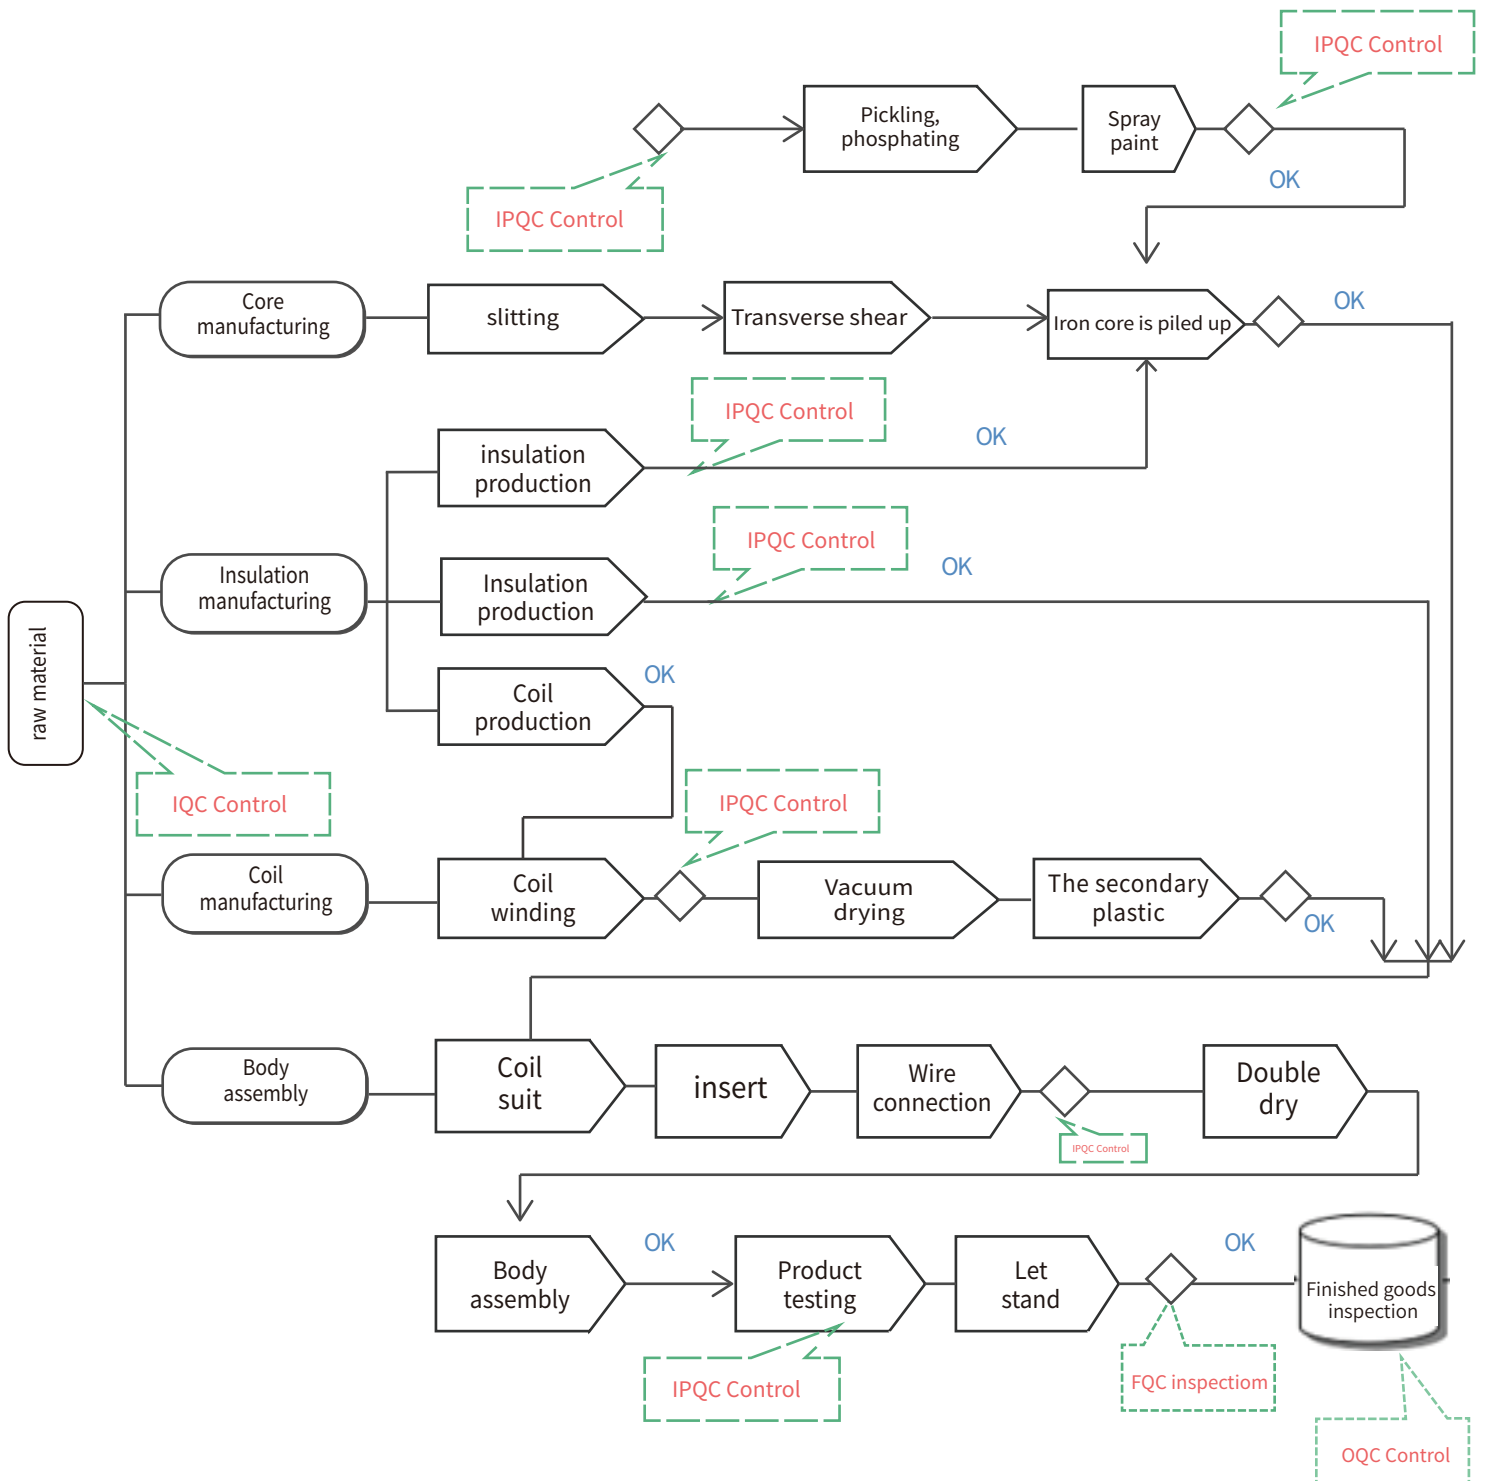 IPQC Control
Pickling,
phosphating
Spray
paint
OK
IPQC Control
Core
manufacturing
slitting
Transverse shear
Iron core is piled up
OK
IPQC Control
OK
insulation
production
IPQC Control
OK
Insulation
manufacturing
Insulation
production
raw material
OK
Coil
production
IQC Control
IPQC Control
Coil
manufacturing
Coil
winding
Vacuum
drying
The secondary
plastic
OK
Body
assembly
Coil
suit
insert
Wire
connection
Double
dry
IPQC Control
Body
assembly
OK
Product
testing
Let
stand
OK
Finished goods
inspection
IPQC Control
FQC inspectiom
OQC Control